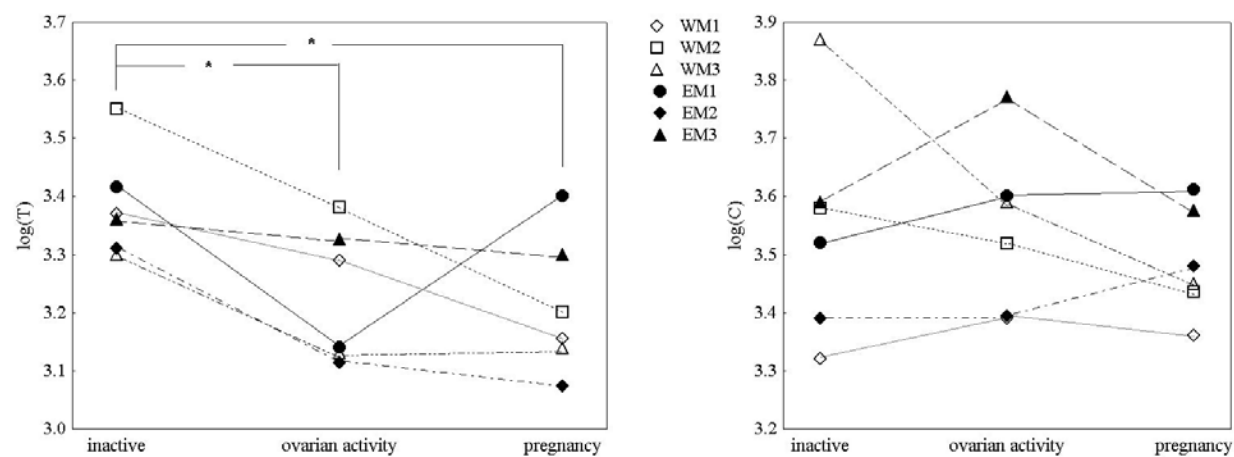 3.7
3.6
3.5
3.4
3.3
3.2
3.1
3.0
log(T)
*
*
inactive
ovarian activity
pregnancy
WM1
WM2
WM3
EM1
EM2
EM3
3.9
3.8
3.7
3.6
3.5
3.4
3.3
3.2
log(C)
inactive
ovarian activity
pregnancy